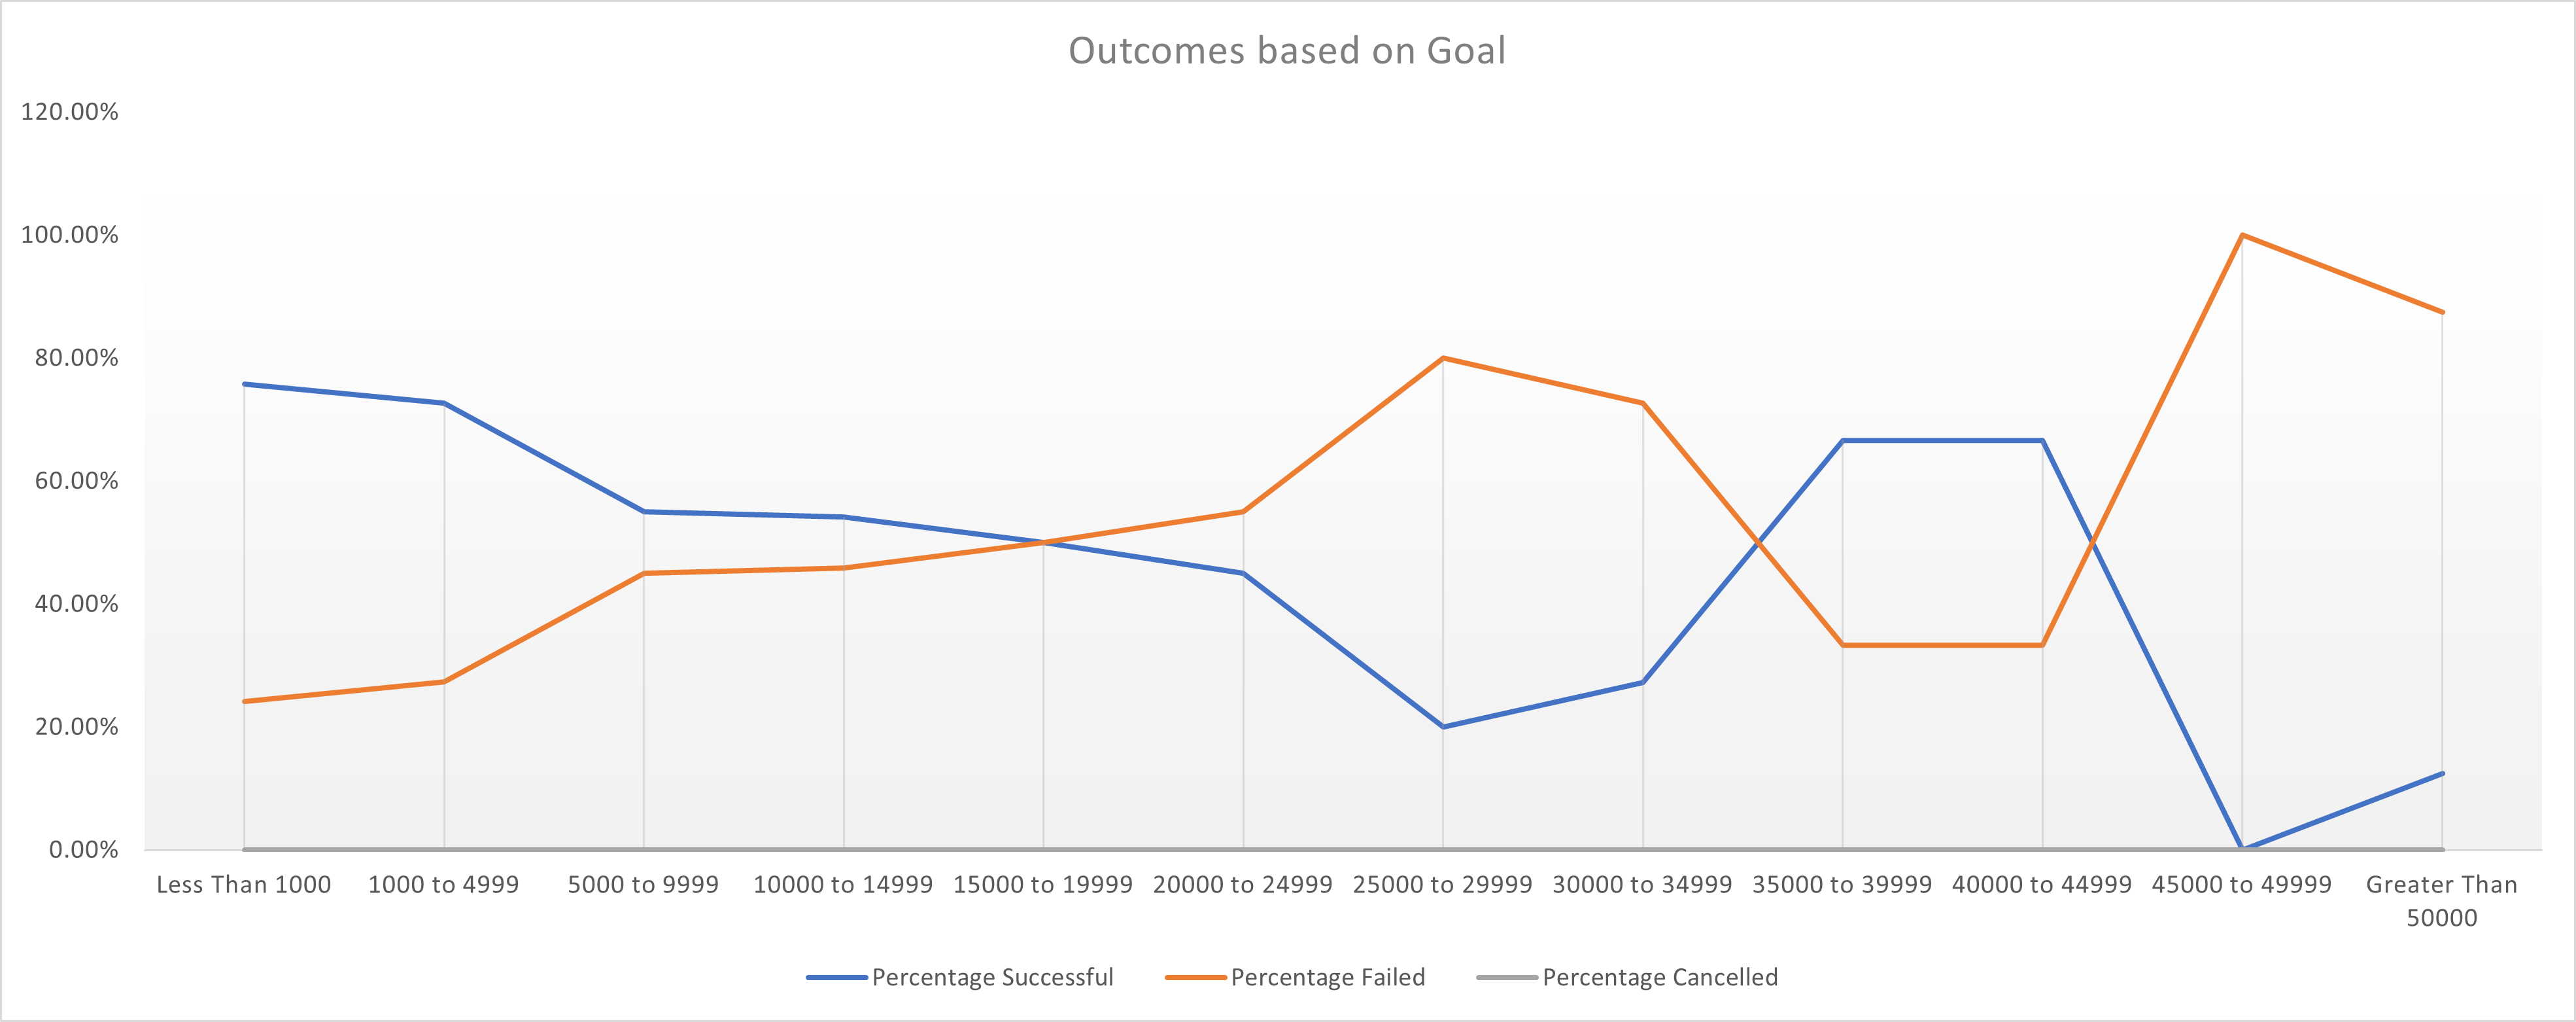 Outcomes based on Goal
120.00%
100.00%
80.00%
60.00%
40.00%
20.00%
0.00%
Less Than 1000 1000 to 4999 5000 to 9999 10000 to 14999 15000 to 19999 20000 to 24999 25000 to 29999 30000 to 34999 35000 to 39999 40000 to 44999 45000 to 49999 Greater Than
50000
Percentage Successful Percentage Failed Percentage Cancelled